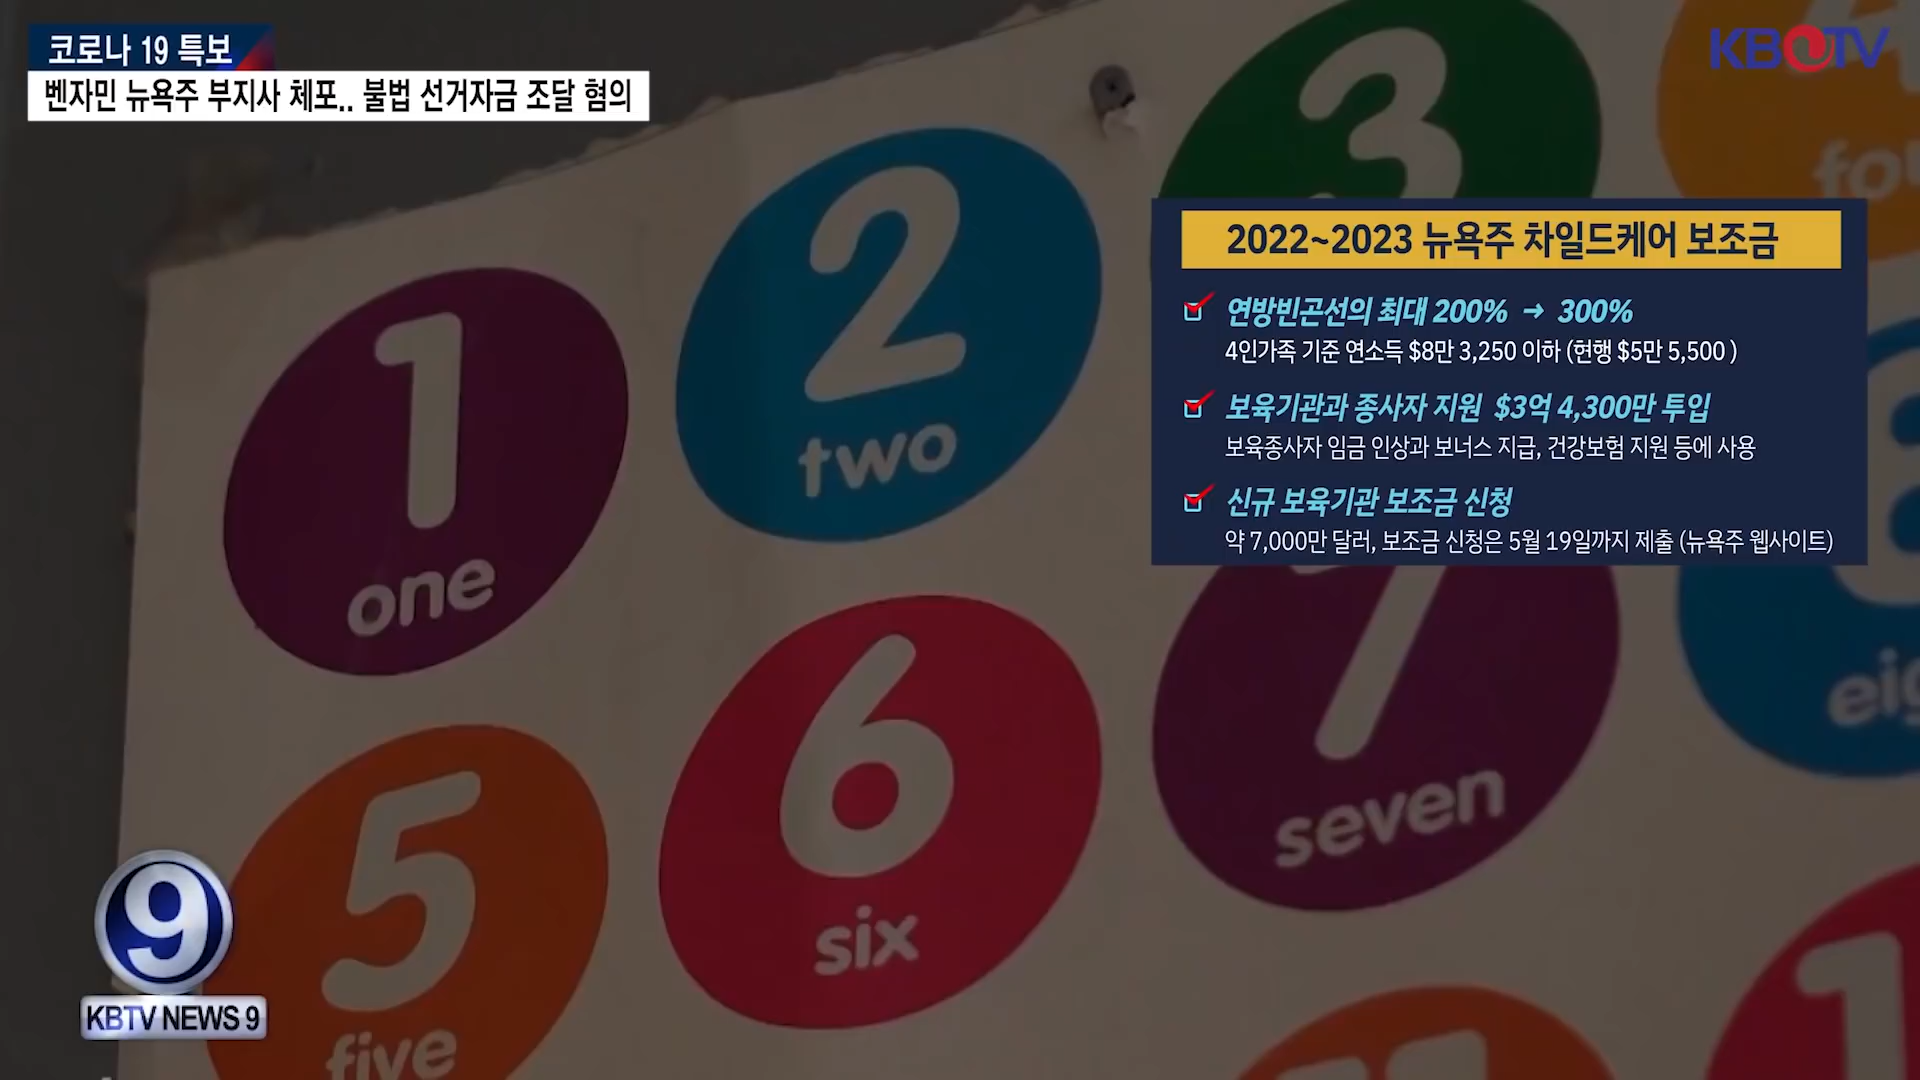 코로나 19 특보
벤자민 뉴욕주 부지사 체포.. 불법 선거자금 조달 혐의
KBTV
2022~2023 뉴욕주 차일드케어 보조금
연방빈곤선의 최대 200% → 300%
4인가족 기준 연소득 $8만 3,250 이하 (현행 $5만 5,500 )
보육기관과 종사자 지원 $3억 4,300만 투입
보육종사자 임금 인상과 보너스 지급, 건강보험 지원 등에 사용
신규 보육기관 보조금 신청
약 7,000만 달러, 보조금 신청은 5월 19일까지 제출 (뉴욕주 웹사이트)
1
one
2
two
3
4
fou
5
five
6
six
7
seven
8
eig
9
KBTV NEWS 9
11
1